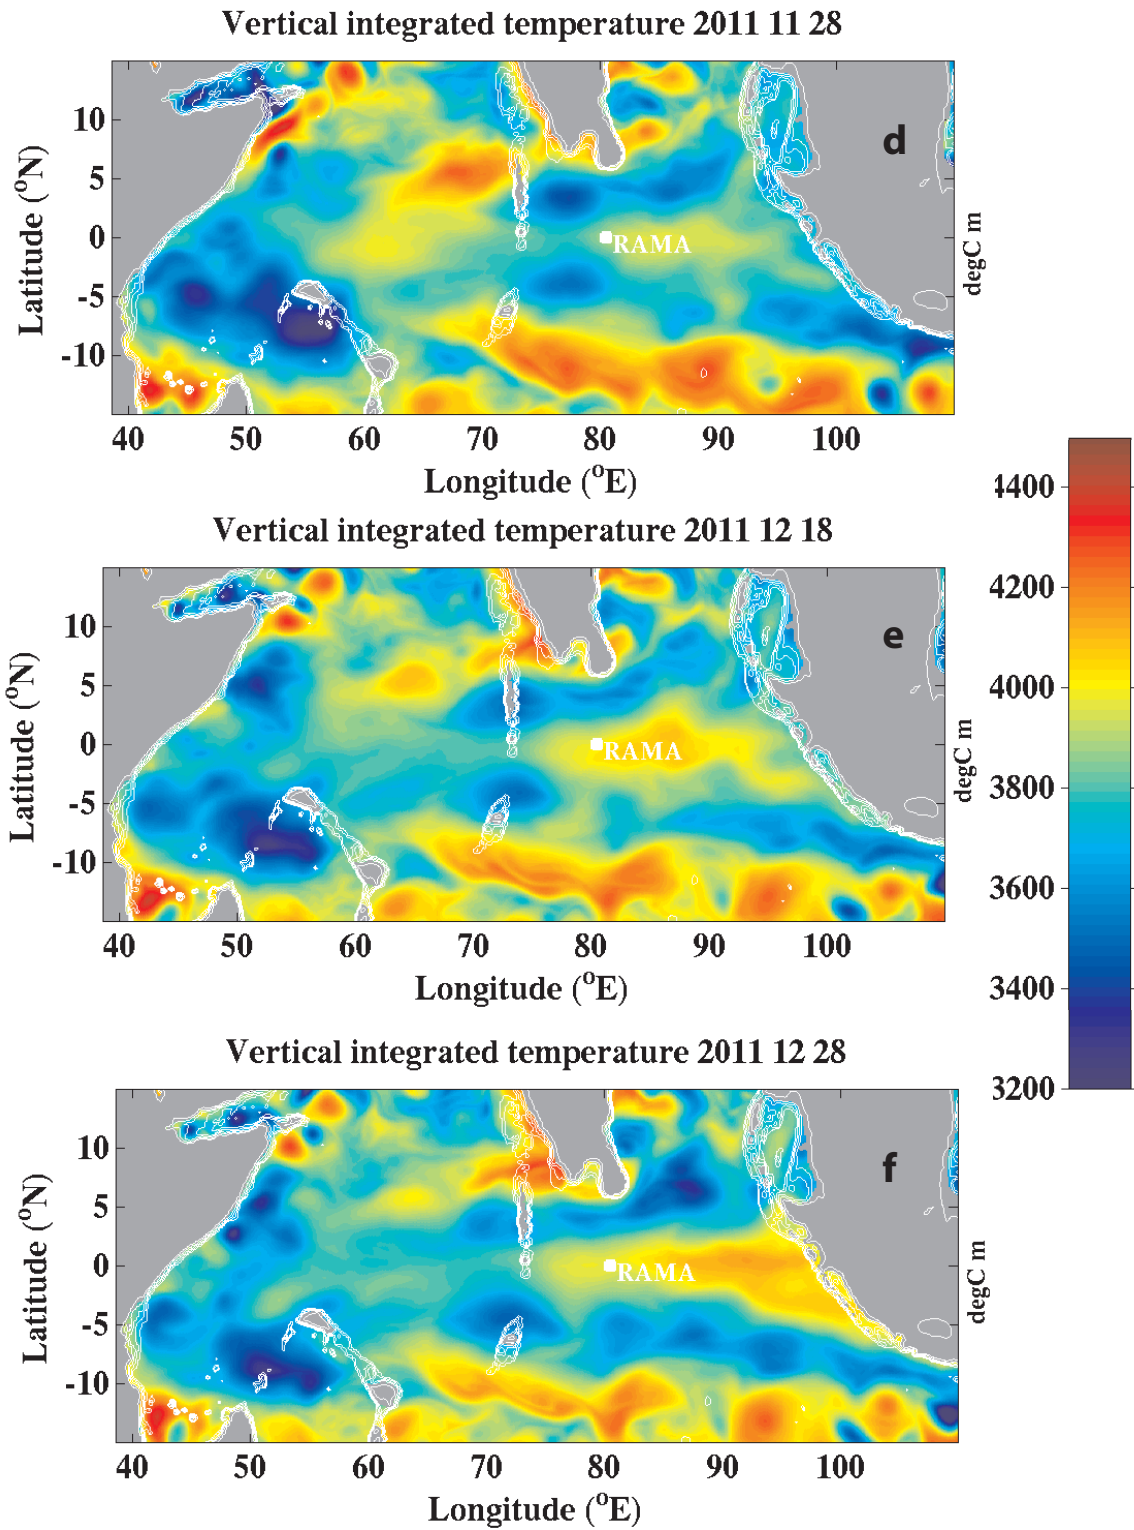 Vertical integrated temperature 2011 11 28
10
5
0
-5
-10
Latitude (°N)
d
RAMA
degC m
40 50 60 70 80 90 100
Longitude (°E)
Vertical integrated temperature 2011 12 18
10
5
0
-5
-10
Latitude (°N)
e
RAMA
degC m
40 50 60 70 80 90 100
Longitude (°E)
Vertical integrated temperature 2011 12 28
10
5
0
-5
-10
Latitude (°N)
f
RAMA
degC m
40 50 60 70 80 90 100
Longitude (°E)
4400
4200
4000
3800
3600
3400
3200